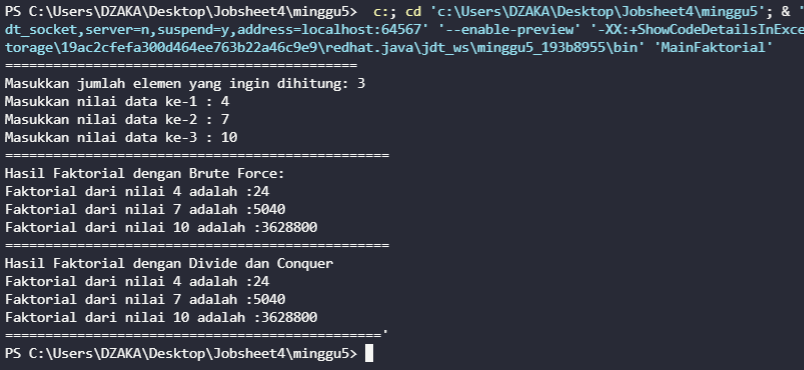 PS C:\Users\DZAKA\Desktop\Jobsheet4\minggu5>  c:; cd 'c:\Users\DZAKA\Desktop\Jobsheet4\minggu5'; & '
dt_socket,server=n,suspend=y,address=localhost:64567' '--enable-preview' '-XX:+ShowCodeDetailsInExce
torage\19ac2cfefa300d464ee763b22a46c9e9\redhat.java\jdt_ws\minggu5_193b8955\bin' 'MainFaktorial'
============================================
Masukkan jumlah elemen yang ingin dihitung: 3
Masukkan nilai data ke-1 : 4
Masukkan nilai data ke-2 : 7
Masukkan nilai data ke-3 : 10
================================================
Hasil Faktorial dengan Brute Force:
Faktorial dari nilai 4 adalah :24
Faktorial dari nilai 7 adalah :5040
Faktorial dari nilai 10 adalah :3628800
================================================
Hasil Faktorial dengan Divide dan Conquer
Faktorial dari nilai 4 adalah :24
Faktorial dari nilai 7 adalah :5040
Faktorial dari nilai 10 adalah :3628800
==============================================='
PS C:\Users\DZAKA\Desktop\Jobsheet4\minggu5>